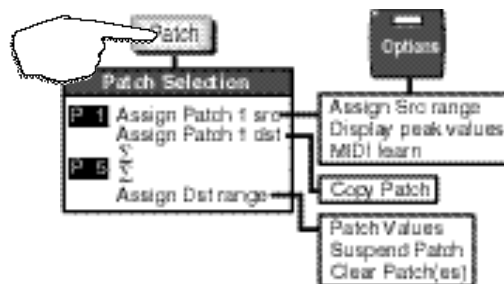 Patch
Options
Patch Selection
P 1 Assign Patch 1 src
Assign Patch 1 dst
Σ
P 5 Σ
Assign Dst range
Assign Src range
Display peak values
MIDI learn
Copy Patch
Patch Values
Suspend Patch
Clear Patch(es)